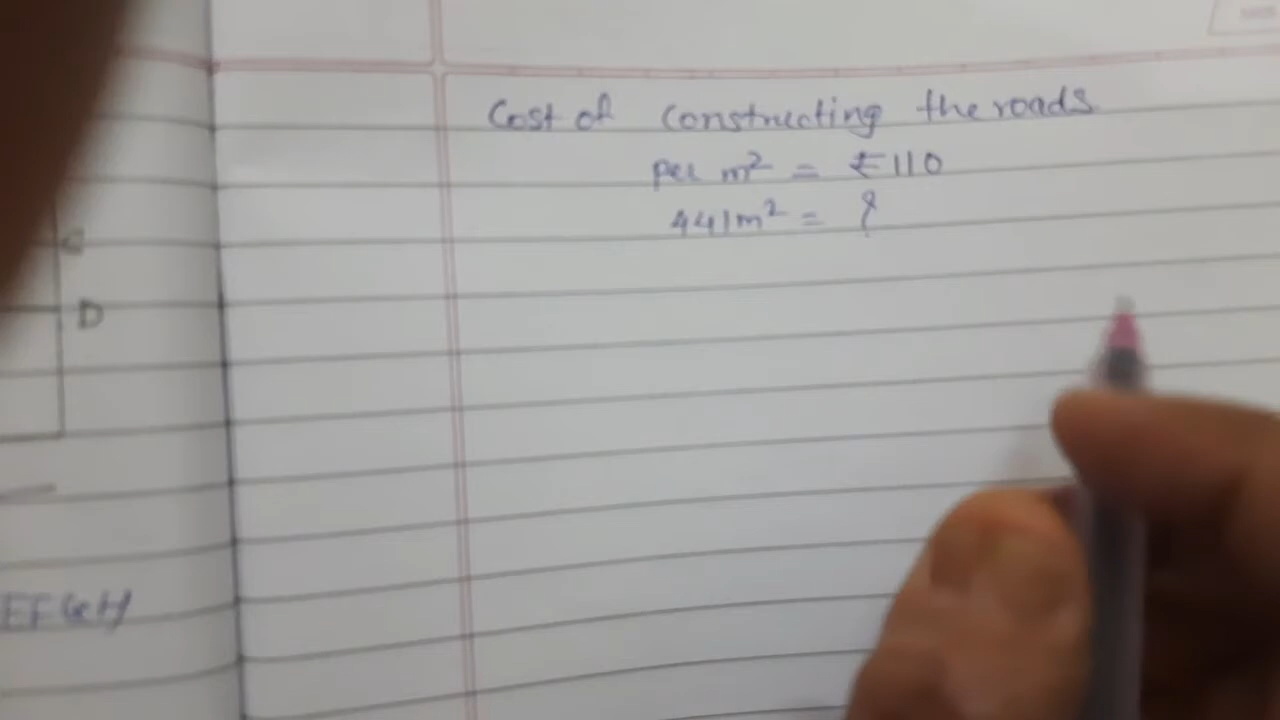 Cost of constructing the roads
per m² = ₹110
441m² = ?
C
D
EFGH